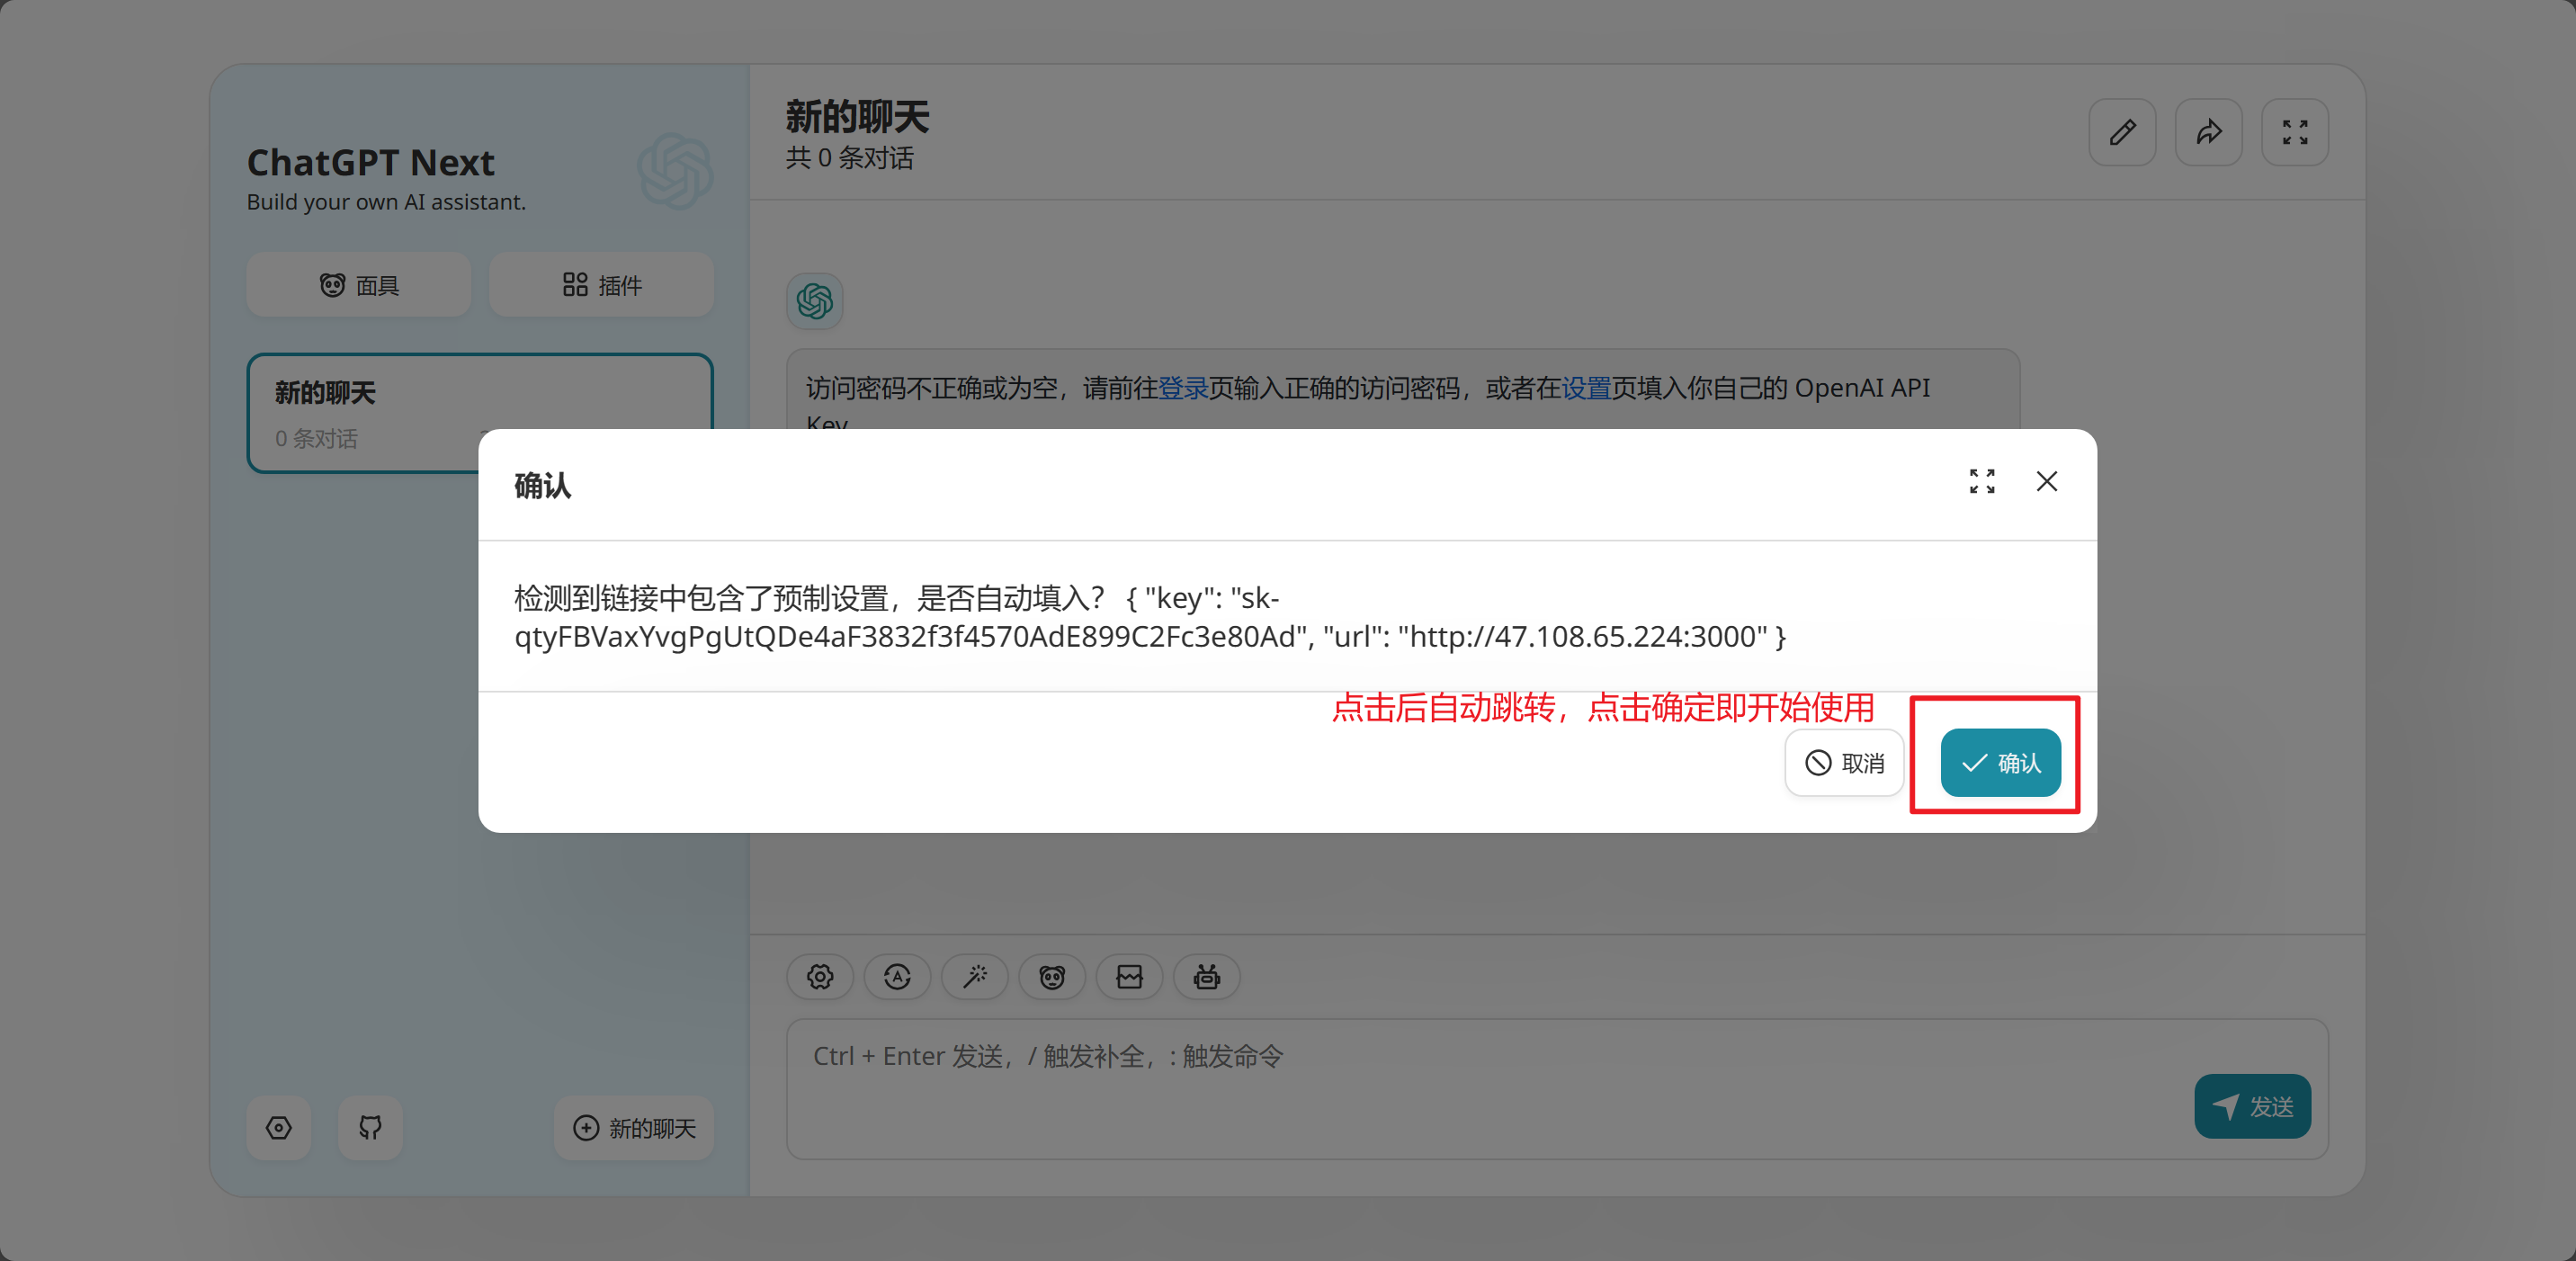 ChatGPT Next
Build your own AI assistant.
面具
插件
新的聊天
0 条对话
新的聊天
新的聊天
共 0 条对话
访问密码不正确或为空，请前往登录页输入正确的访问密码，或者在设置页填入你自己的 OpenAI API
Key
确认
检测到链接中包含了预制设置，是否自动填入？ { "key": "sk-
qtyFBVaxYvgPgUtQDe4aF3832f3f4570AdE899C2Fc3e80Ad", "url": "http://47.108.65.224:3000" }
点击后自动跳转，点击确定即开始使用
取消
确认
Ctrl + Enter 发送，/ 触发补全，: 触发命令
发送